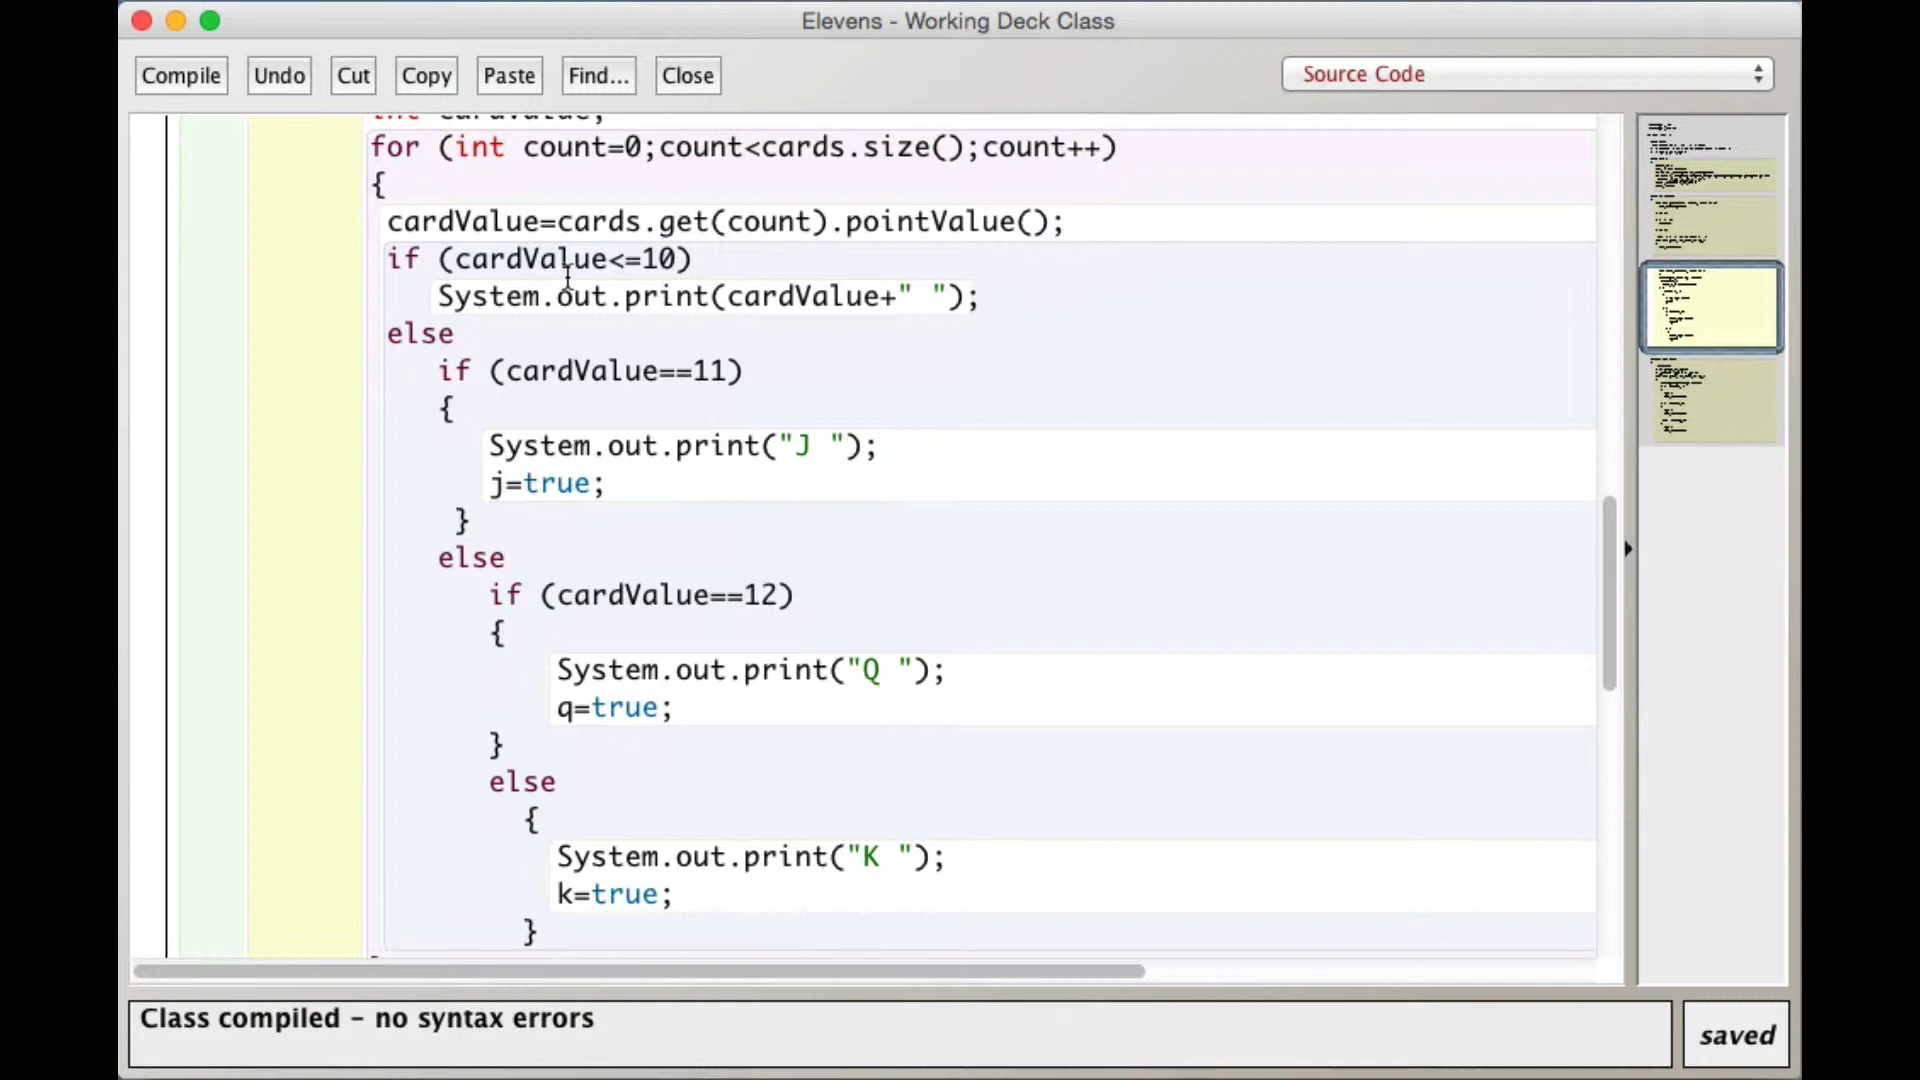 Elevens - Working Deck Class
Compile Undo Cut Copy Paste Find... Close Source Code
int cardValue;
for (int count=0;count<cards.size();count++)
{
cardValue=cards.get(count).pointValue();
if (cardValue<=10)
System.out.print(cardValue+" ");
else
if (cardValue==11)
{
System.out.print("J ");
j=true;
}
else
if (cardValue==12)
{
System.out.print("Q ");
q=true;
}
else
{
System.out.print("K ");
k=true;
}
Class compiled - no syntax errors
saved